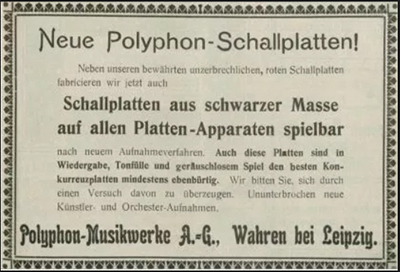 Neue Polyphon-Schallplatten!
Neben unseren bewährten unzerbrechlichen, roten Schallplatten
fabricieren wir jetzt auch
Schallplatten aus schwarzer Masse
auf allen Platten-Apparaten spielbar
nach neuem Aufnahmeverfahren. Auch diese Platten sind in
Wiedergabe, Tonfülle und geräuschlosem Spiel den besten Kon-
kurrenzplatten mindestens ebenbürtig. Wir bitten Sie, sich durch
einen Versuch davon zu überzeugen. Ununterbrochen neue
Künstler- und Orchester-Aufnahmen.
Polyphon-Musikwerke A.-G., Wahren bei Leipzig.